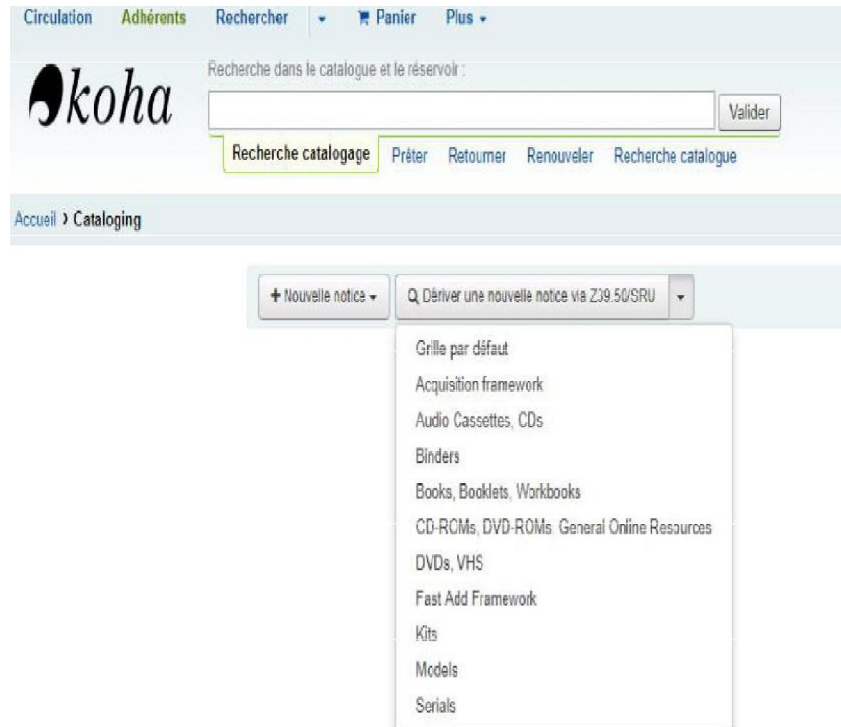 Circulation Adhérents Rechercher Panier Plus
Recherche dans le catalogue et le réservoir :
koha
Valider
Recherche catalogage Prêter Retourner Renouveler Recherche catalogue
Accueil › Cataloging
+ Nouvelle notice Dériver une nouvelle notice via Z39.50/SRU
Grille par défaut
Acquisition framework
Audio Cassettes, CDs
Binders
Books, Booklets, Workbooks
CD-ROMs, DVD-ROMs, General Online Resources
DVDs, VHS
Fast Add Framework
Kits
Models
Serials